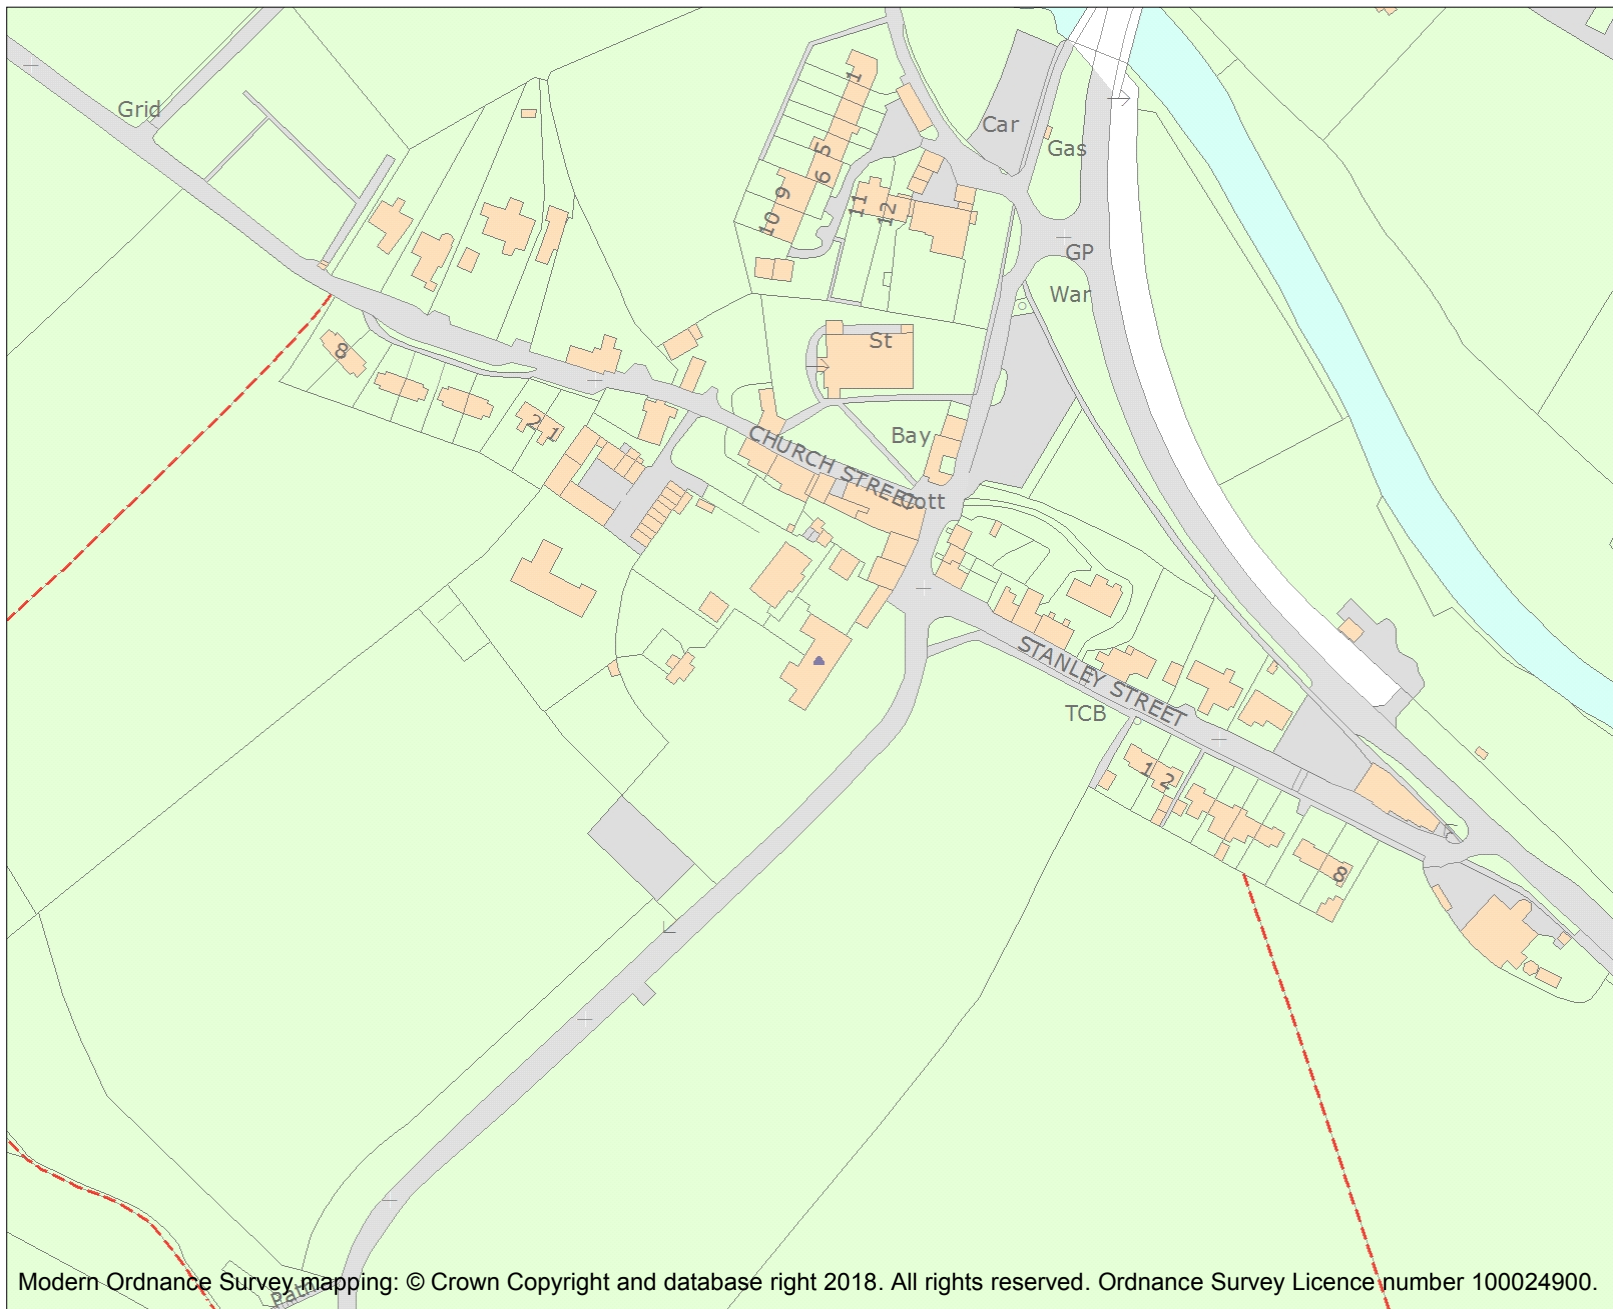 Grid
Car
Gas
1
5
6
9
10
11
12
GP
War
St
8
2 1
Bay
CHURCH STREET
Cott
STANLEY STREET
TCB
1 2
8
Path
Modern Ordnance Survey mapping: © Crown Copyright and database right 2018. All rights reserved. Ordnance Survey Licence number 100024900.